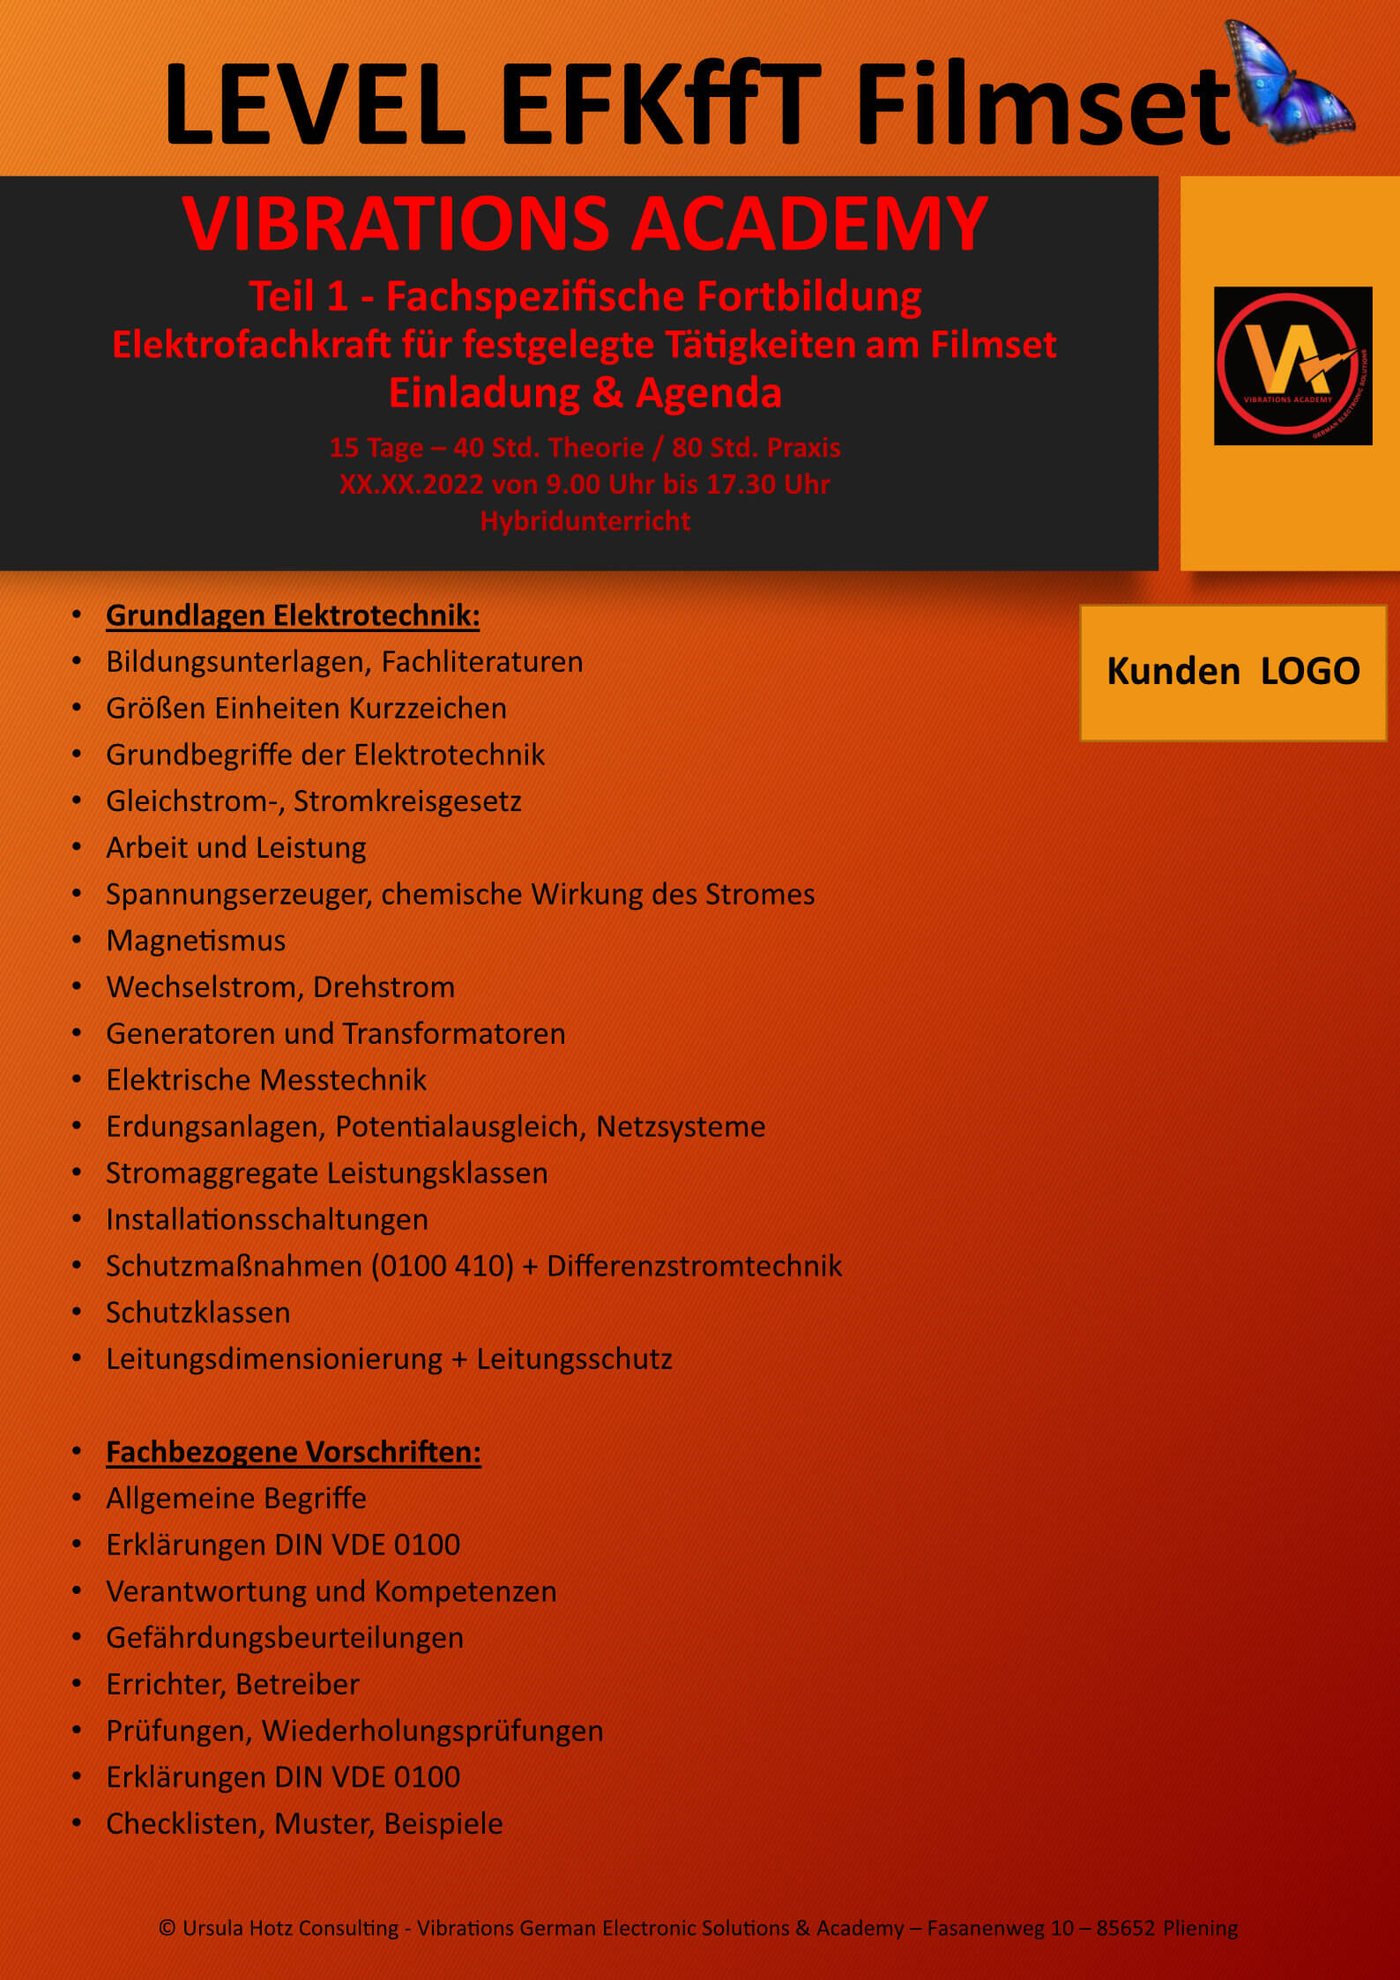 LEVEL EFKffT Filmset
VIBRATIONS ACADEMY
Teil 1 - Fachspezifische Fortbildung
Elektrofachkraft für festgelegte Tätigkeiten am Filmset
Einladung & Agenda
15 Tage – 40 Std. Theorie / 80 Std. Praxis
XX.XX.2022 von 9.00 Uhr bis 17.30 Uhr
Hybridunterricht
VA
VIBRATIONS ACADEMY
GERMAN ELECTRONIC SOLUTIONS
Kunden LOGO
• Grundlagen Elektrotechnik:
• Bildungsunterlagen, Fachliteraturen
• Größen Einheiten Kurzzeichen
• Grundbegriffe der Elektrotechnik
• Gleichstrom-, Stromkreisgesetz
• Arbeit und Leistung
• Spannungserzeuger, chemische Wirkung des Stromes
• Magnetismus
• Wechselstrom, Drehstrom
• Generatoren und Transformatoren
• Elektrische Messtechnik
• Erdungsanlagen, Potentialausgleich, Netzsysteme
• Stromaggregate Leistungsklassen
• Installationsschaltungen
• Schutzmaßnahmen (0100 410) + Differenzstromtechnik
• Schutzklassen
• Leitungsdimensionierung + Leitungsschutz
• Fachbezogene Vorschriften:
• Allgemeine Begriffe
• Erklärungen DIN VDE 0100
• Verantwortung und Kompetenzen
• Gefährdungsbeurteilungen
• Errichter, Betreiber
• Prüfungen, Wiederholungsprüfungen
• Erklärungen DIN VDE 0100
• Checklisten, Muster, Beispiele
© Ursula Hotz Consulting - Vibrations German Electronic Solutions & Academy – Fasanenweg 10 – 85652 Pliening